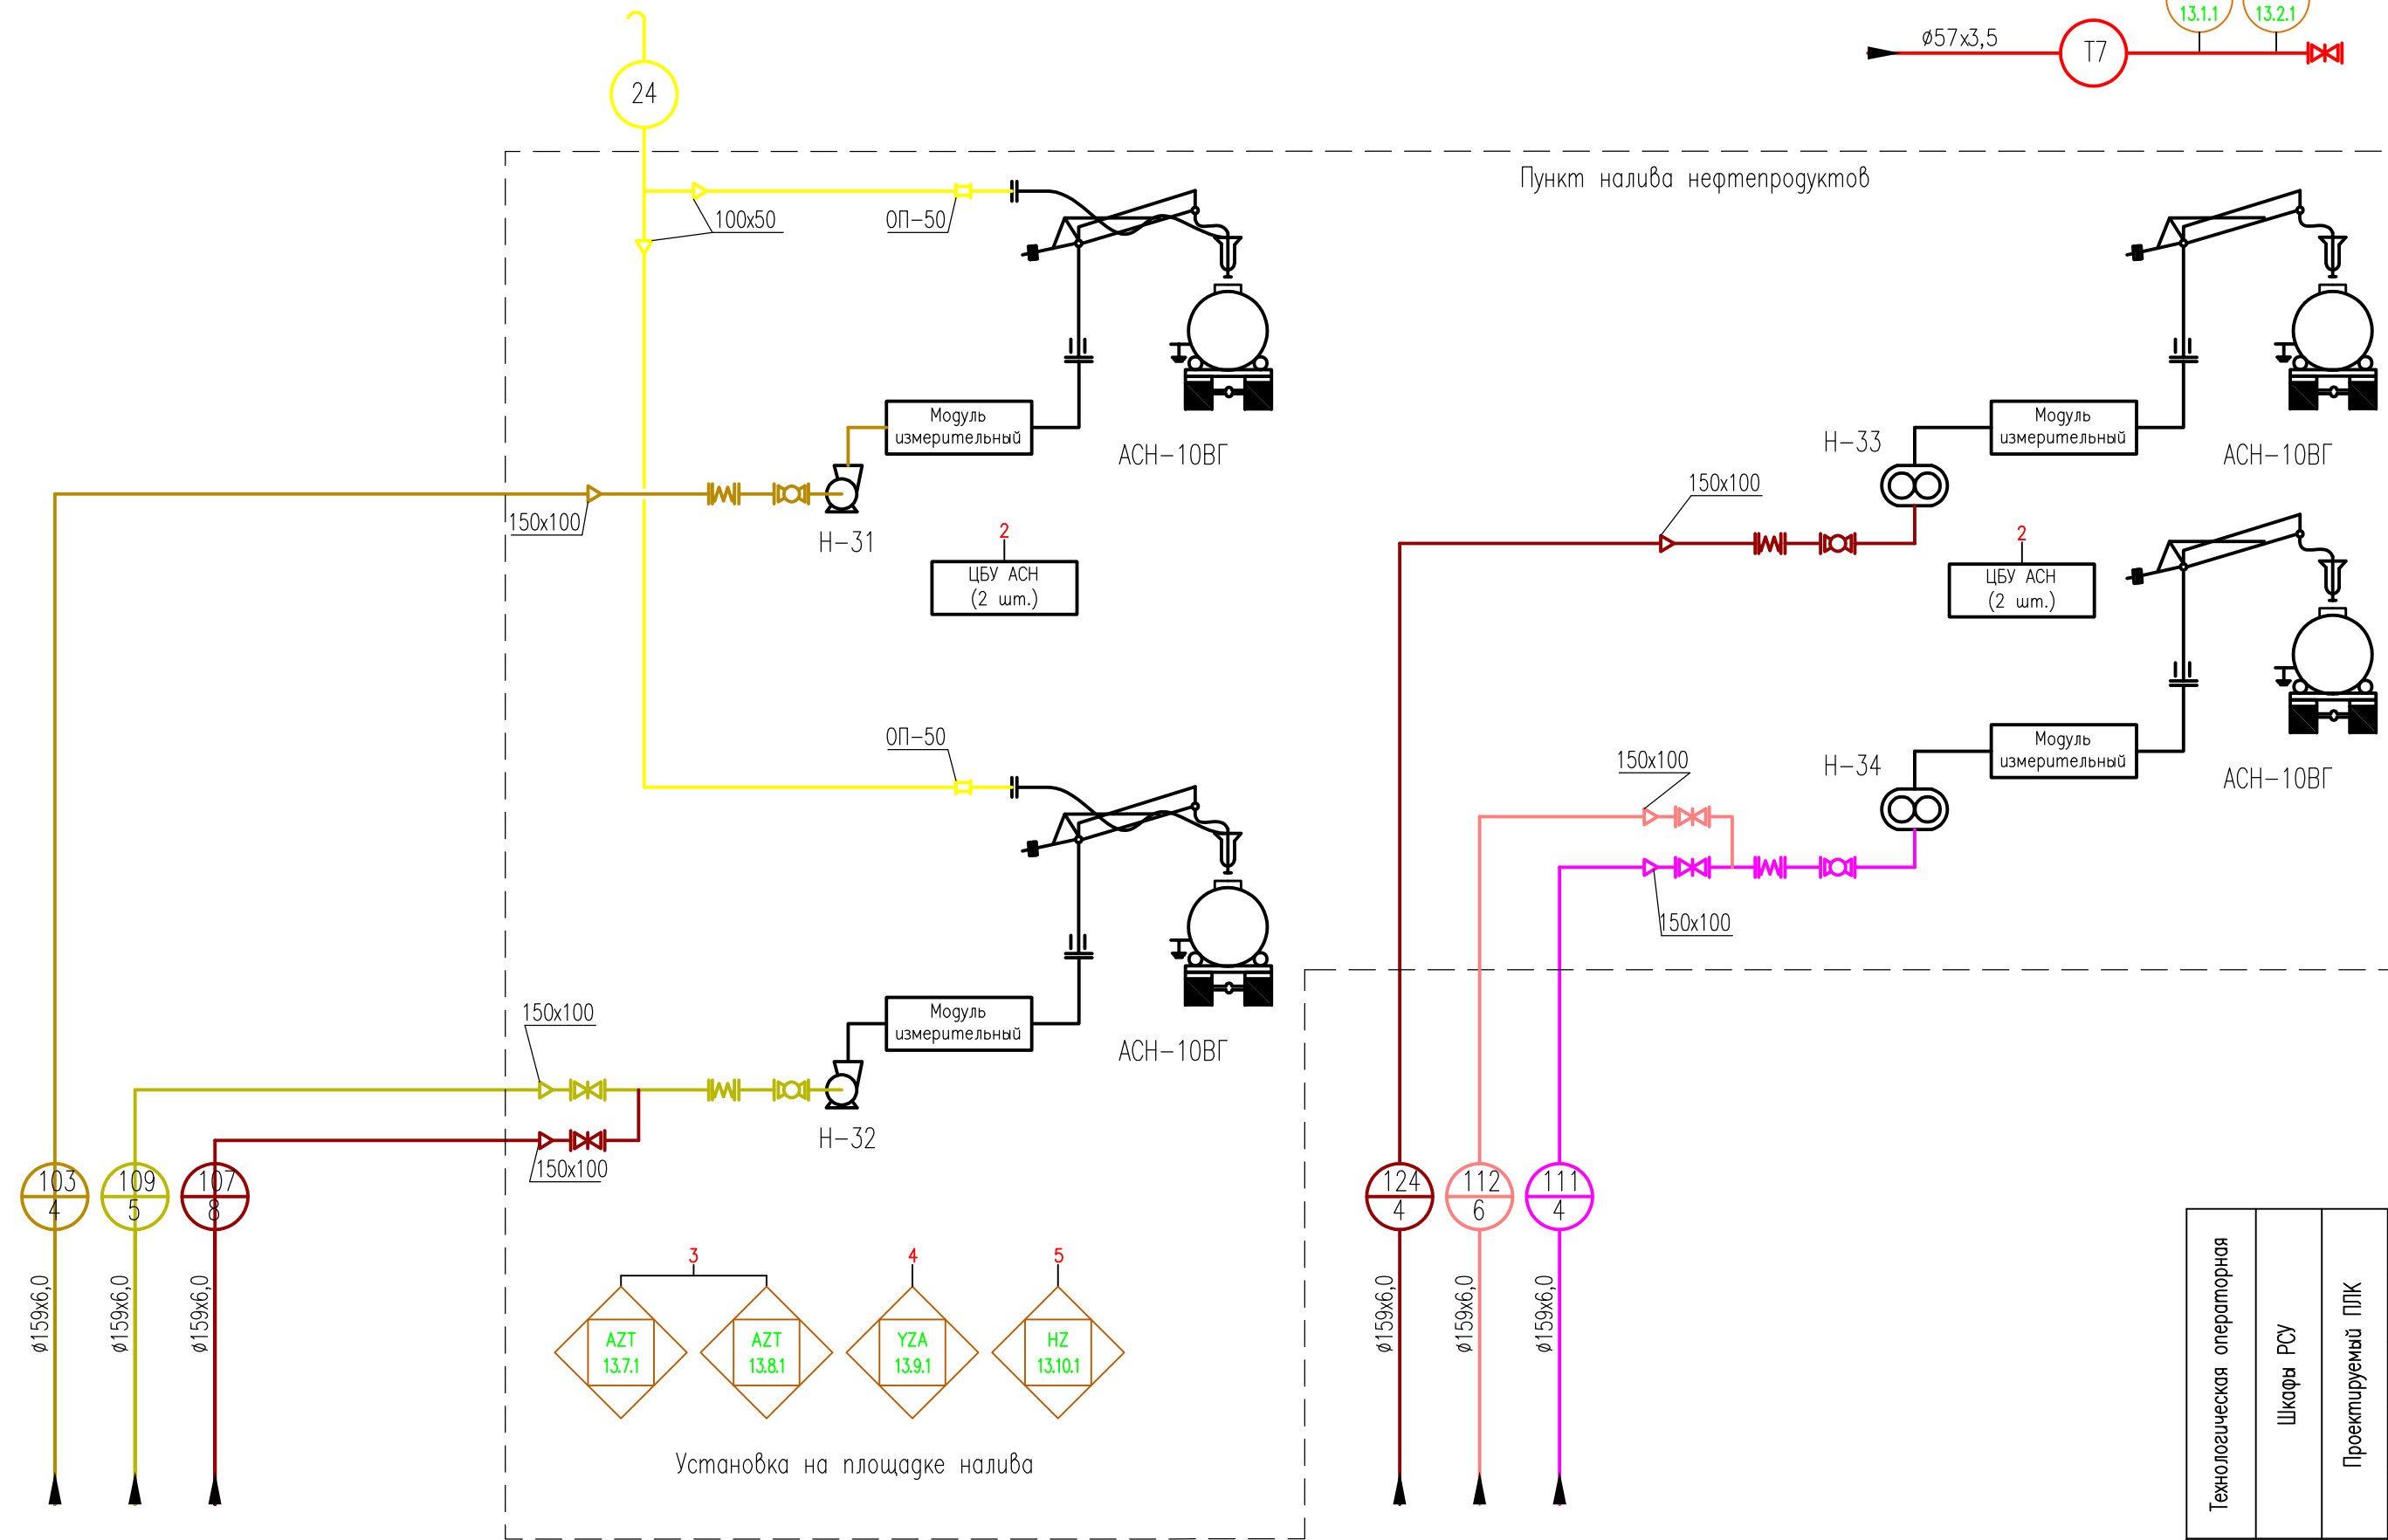 13.1.1
13.2.1
ø57x3,5
T7
24
Пункт налива нефтепродуктов
100x50
ОП-50
Модуль
измерительный
АСН-10ВГ
150x100
Н-31
2
ЦБУ АСН
(2 шт.)
Модуль
измерительный
Н-33
АСН-10ВГ
150x100
2
ЦБУ АСН
(2 шт.)
ОП-50
Модуль
измерительный
Н-34
АСН-10ВГ
150x100
150x100
150x100
Модуль
измерительный
АСН-10ВГ
Н-32
150x100
103
4
109
5
107
8
124
4
112
6
111
4
ø159x6,0
ø159x6,0
ø159x6,0
ø159x6,0
ø159x6,0
ø159x6,0
3
4
5
AZT
13.7.1
AZT
13.8.1
YZA
13.9.1
HZ
13.10.1
Установка на площадке налива
Технологическая операторная
Шкафы РСУ
Проектируемый ПЛК